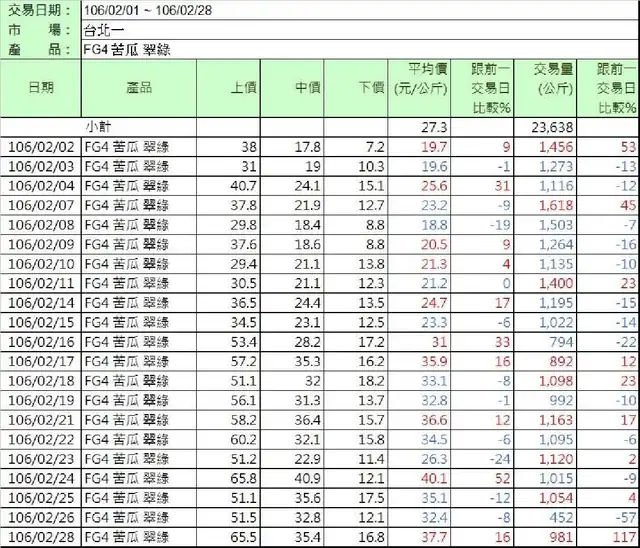 交易日期： 106/02/01 ~ 106/02/28
市 場： 台北一
產 品： FG4 苦瓜 翠綠
日期 產品 上價 中價 下價 平均價(元/公斤) 跟前一交易日比較% 交易量(公斤) 跟前一交易日比較%
小計 27.3 23,638
106/02/02 FG4 苦瓜 翠綠 38 17.8 7.2 19.7 9 1,456 53
106/02/03 FG4 苦瓜 翠綠 31 19 10.3 19.6 -1 1,273 -13
106/02/04 FG4 苦瓜 翠綠 40.7 24.1 15.1 25.6 31 1,116 -12
106/02/07 FG4 苦瓜 翠綠 37.8 21.9 12.7 23.2 -9 1,618 45
106/02/08 FG4 苦瓜 翠綠 29.8 18.4 8.8 18.8 -19 1,503 -7
106/02/09 FG4 苦瓜 翠綠 37.6 18.6 8.8 20.5 9 1,264 -16
106/02/10 FG4 苦瓜 翠綠 29.4 21.1 13.8 21.3 4 1,135 -10
106/02/11 FG4 苦瓜 翠綠 30.5 21.1 12.3 21.2 0 1,400 23
106/02/14 FG4 苦瓜 翠綠 36.5 24.4 13.5 24.7 17 1,195 -15
106/02/15 FG4 苦瓜 翠綠 34.5 23.1 12.5 23.3 -6 1,022 -14
106/02/16 FG4 苦瓜 翠綠 53.4 28.2 17.2 31 33 794 -22
106/02/17 FG4 苦瓜 翠綠 57.2 35.3 16.2 35.9 16 892 12
106/02/18 FG4 苦瓜 翠綠 51.1 32 18.2 33.1 -8 1,098 23
106/02/19 FG4 苦瓜 翠綠 56.1 31.3 13.7 32.8 -1 992 -10
106/02/21 FG4 苦瓜 翠綠 58.2 36.4 15.7 36.6 12 1,163 17
106/02/22 FG4 苦瓜 翠綠 60.2 32.1 15.8 34.5 -6 1,095 -6
106/02/23 FG4 苦瓜 翠綠 51.2 22.9 11.4 26.3 -24 1,120 2
106/02/24 FG4 苦瓜 翠綠 65.8 40.9 12.1 40.1 52 1,015 -9
106/02/25 FG4 苦瓜 翠綠 51.1 35.6 17.5 35.1 -12 1,054 4
106/02/26 FG4 苦瓜 翠綠 51.5 32.8 12.1 32.4 -8 452 -57
106/02/28 FG4 苦瓜 翠綠 65.5 35.4 16.8 37.7 16 981 117